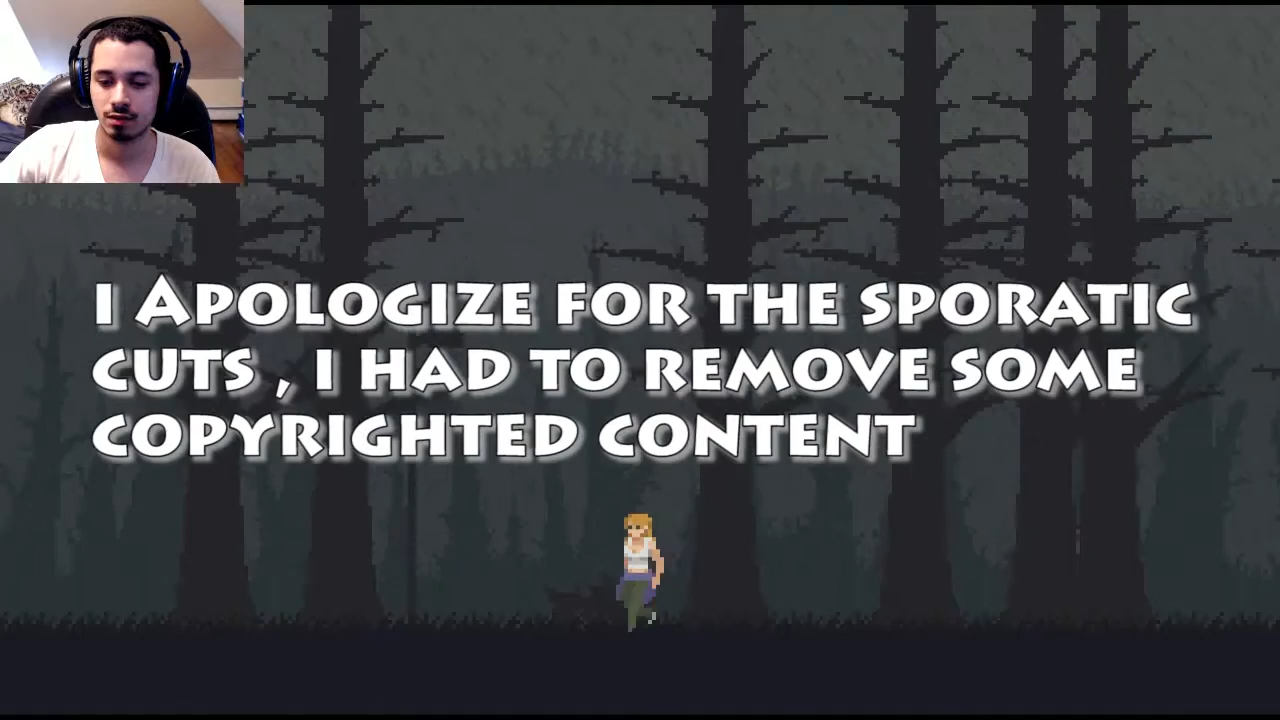 I APOLOGIZE FOR THE SPORATIC
CUTS , I HAD TO REMOVE SOME
COPYRIGHTED CONTENT